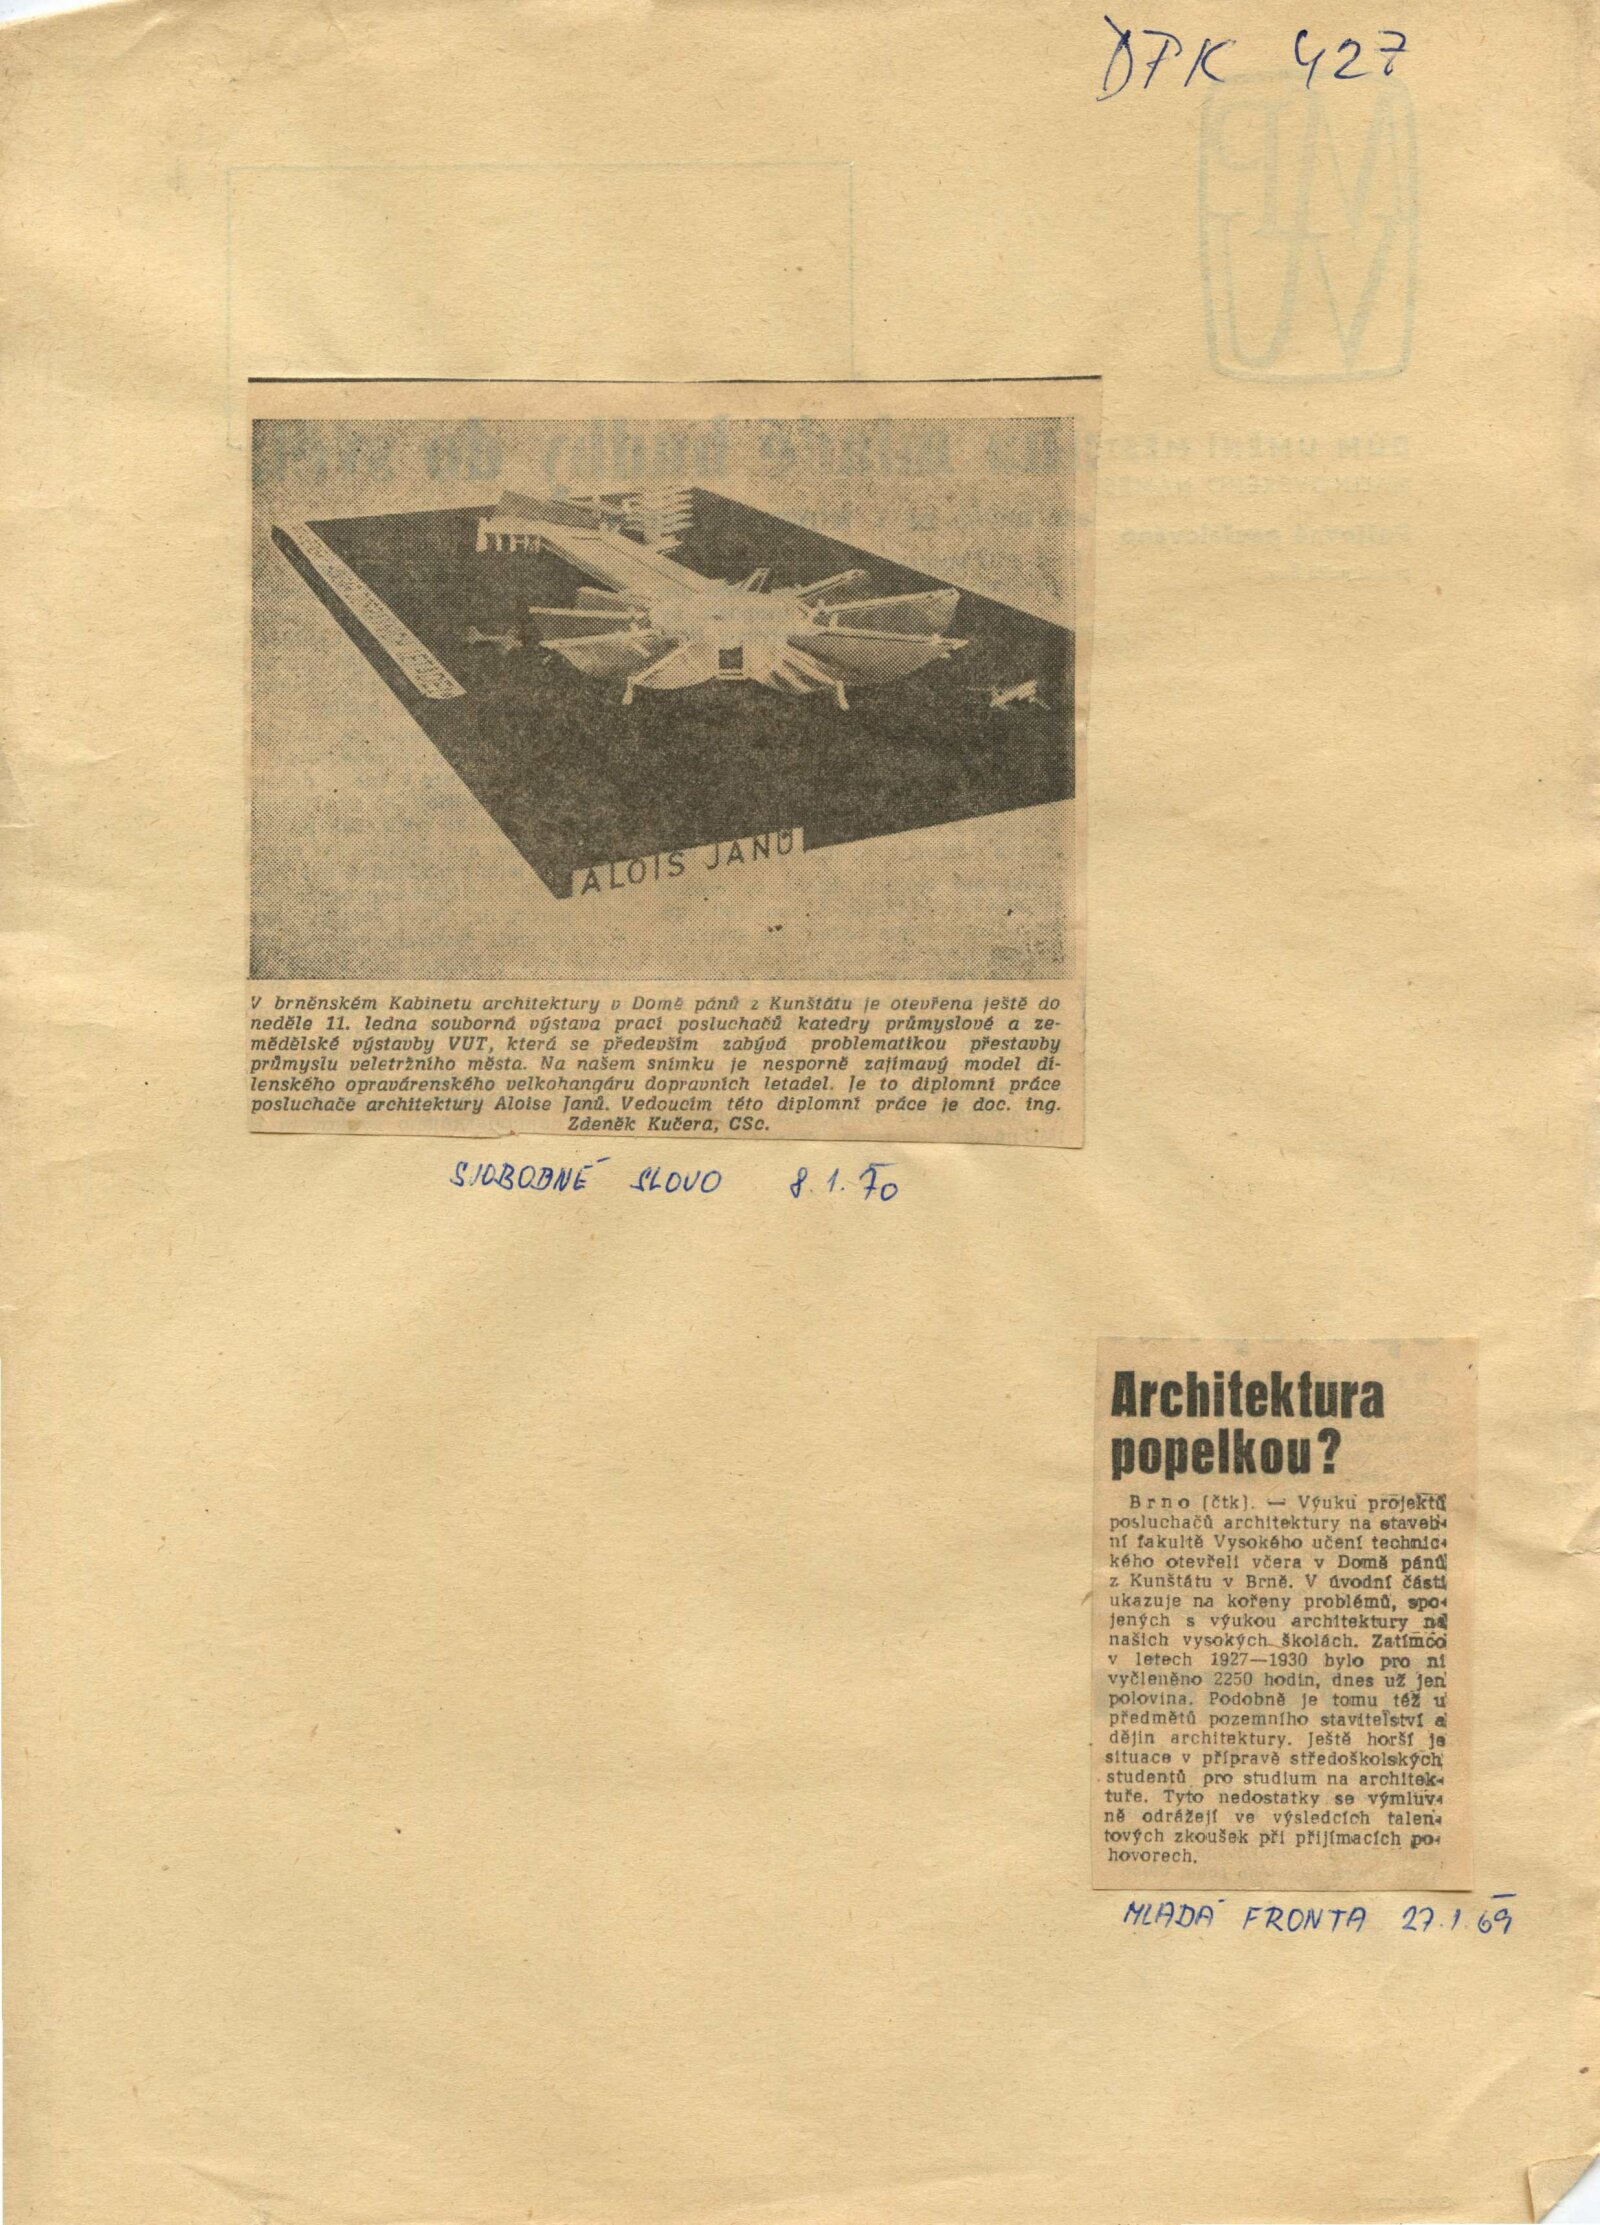 DPK 427
ALOIS JANŮ
V brněnském Kabinetu architektury v Domě pánů z Kunštátu je otevřena ještě do
neděle 11. ledna souborná výstava prací posluchačů katedry průmyslové a ze-
mědělské výstavby VUT, která se především zabývá problematikou přestavby
průmyslu veletržního města. Na našem snímku je nesporně zajímavý model dí-
lenského opravárenského velkohangáru dopravních letadel. Je to diplomní práce
posluchače architektury Aloise Janů. Vedoucím této diplomní práce je doc. ing.
Zdeněk Kučera, CSc.
SVOBODNÉ SLOVO 8.1.70
Architektura
popelkou?
Brno (čtk). — Výuku projektů
posluchačů architektury na staveb-
ní fakultě Vysokého učení technic-
kého otevřeli včera v Domě pánů
z Kunštátu v Brně. V úvodní části
ukazuje na kořeny problémů, spo-
jených s výukou architektury na
našich vysokých školách. Zatímco
v letech 1927—1930 bylo pro ni
vyčleněno 2250 hodin, dnes už jen
polovina. Podobně je tomu též u
předmětů pozemního stavitelství a
dějin architektury. Ještě horší je
situace v přípravě středoškolských
studentů pro studium na architek-
tuře. Tyto nedostatky se výmluv-
ně odrážejí ve výsledcích talen-
tových zkoušek při přijímacích po-
hovorech.
MLADÁ FRONTA 27.1.69